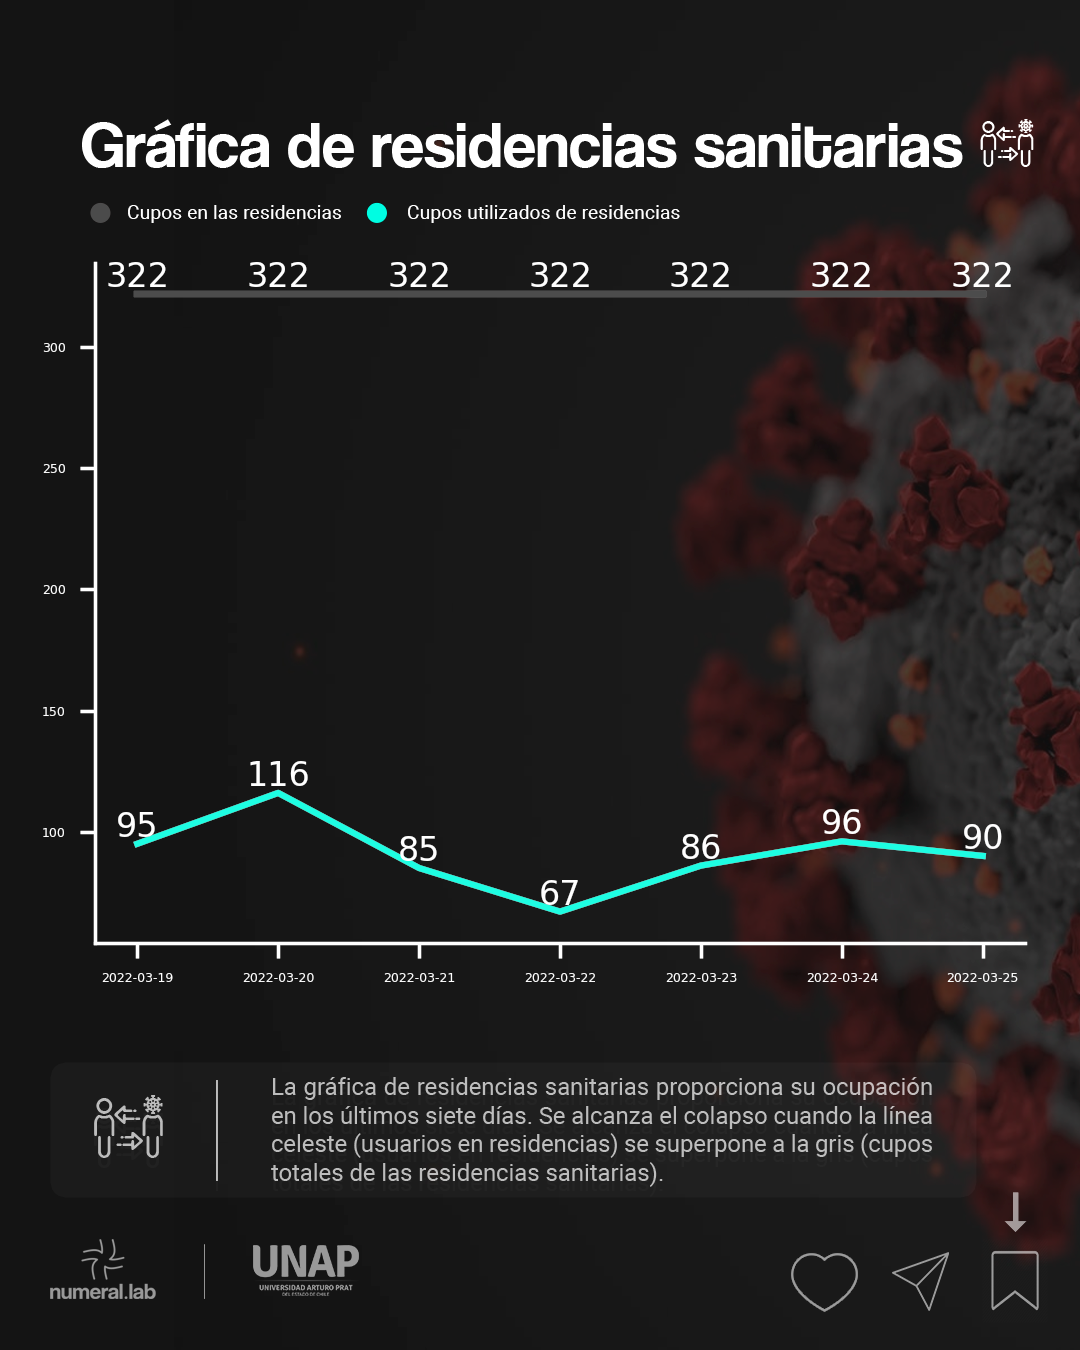 Gráfica de residencias sanitarias
Cupos en las residencias Cupos utilizados de residencias
322 322 322 322 322 322 322
300
250
200
150
100
95 116 85 67 86 96 90
2022-03-19 2022-03-20 2022-03-21 2022-03-22 2022-03-23 2022-03-24 2022-03-25
La gráfica de residencias sanitarias proporciona su ocupación
en los últimos siete días. Se alcanza el colapso cuando la línea
celeste (usuarios en residencias) se superpone a la gris (cupos
totales de las residencias sanitarias).
numeral.lab
UNAP
UNIVERSIDAD ARTURO PRAT
DEL ESTADO DE CHILE